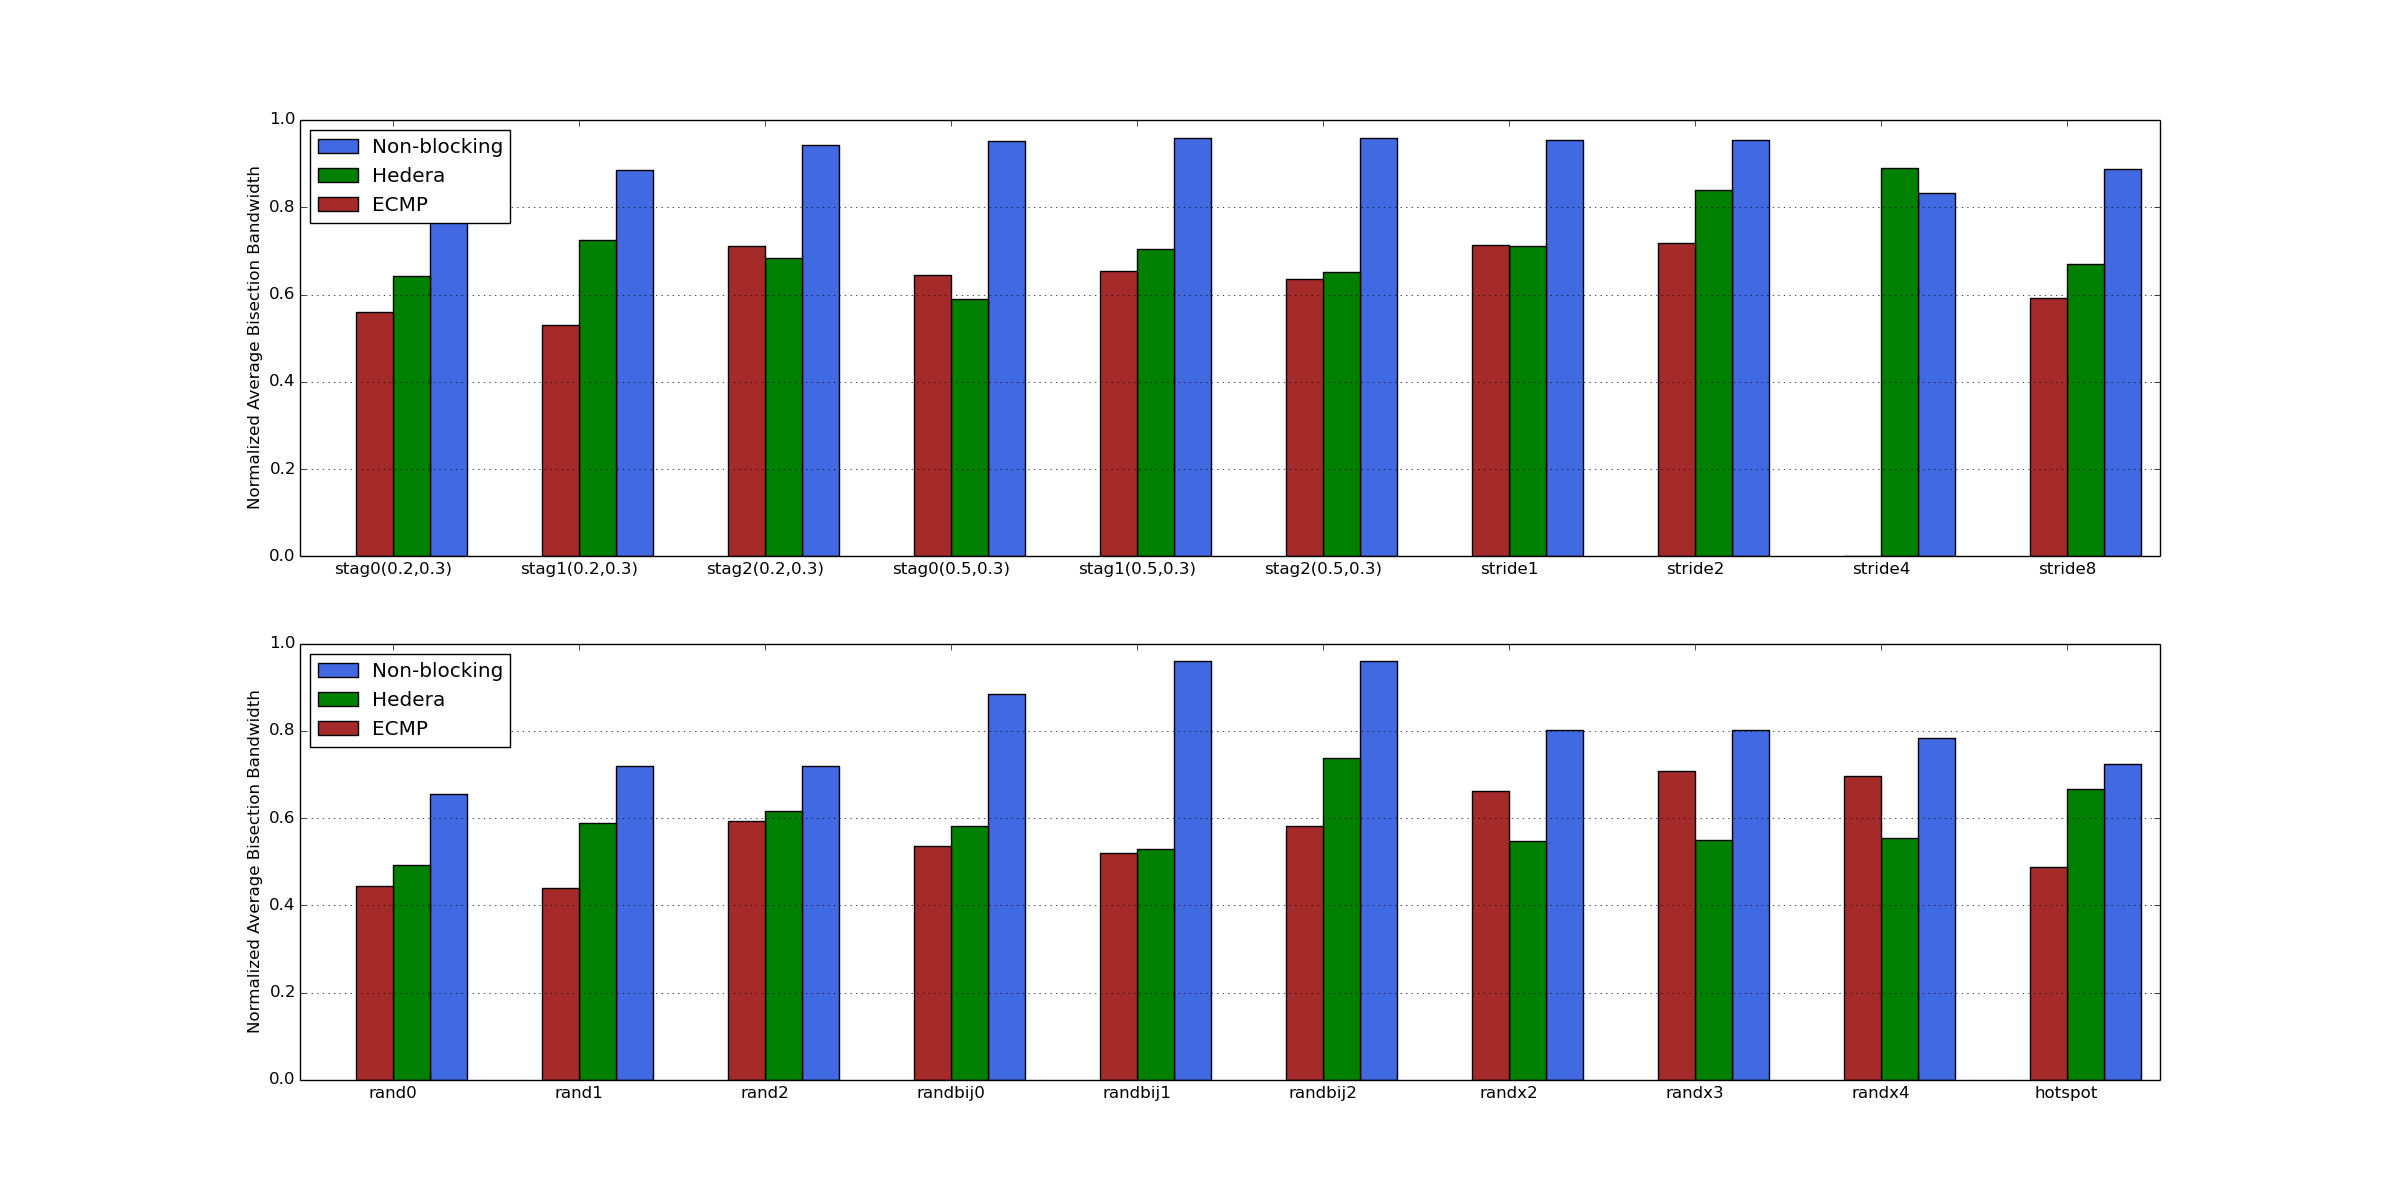 Normalized Average Bisection Bandwidth
1.0
0.8
0.6
0.4
0.2
0.0
Non-blocking
Hedera
ECMP
stag0(0.2,0.3) stag1(0.2,0.3) stag2(0.2,0.3) stag0(0.5,0.3) stag1(0.5,0.3) stag2(0.5,0.3) stride1 stride2 stride4 stride8
Normalized Average Bisection Bandwidth
1.0
0.8
0.6
0.4
0.2
0.0
Non-blocking
Hedera
ECMP
rand0 rand1 rand2 randbij0 randbij1 randbij2 randx2 randx3 randx4 hotspot